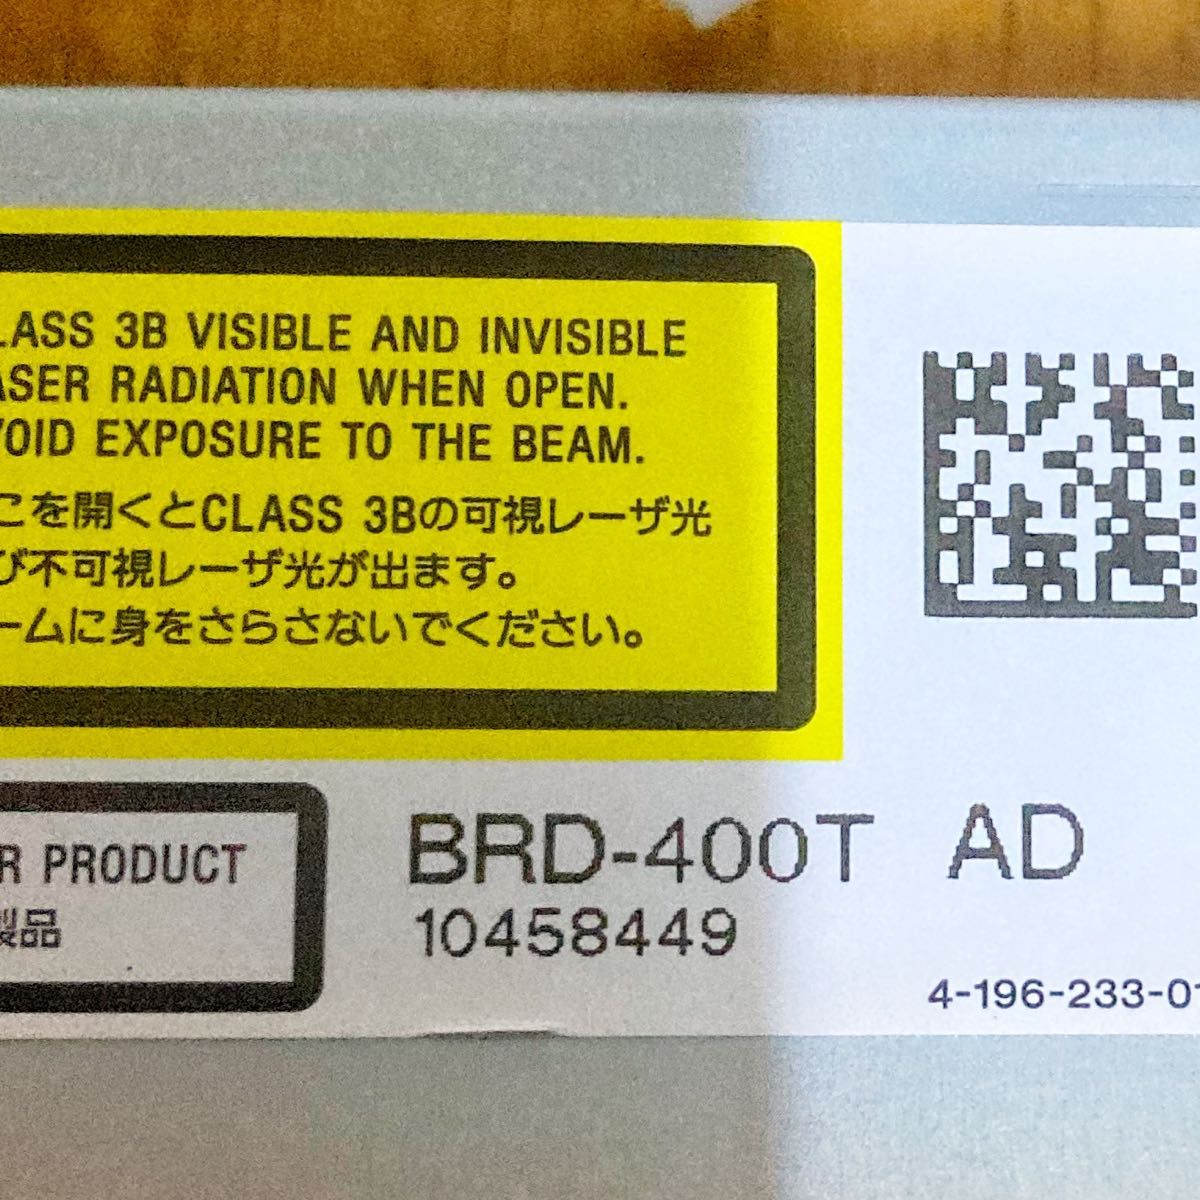 LASS 3B VISIBLE AND INVISIBLE
ASER RADIATION WHEN OPEN.
VOID EXPOSURE TO THE BEAM.
こを開くとCLASS 3Bの可視レーザ光
び不可視レーザ光が出ます。
ームに身をさらさないでください。
R PRODUCT
製品
BRD-400T AD
10458449
4-196-233-01